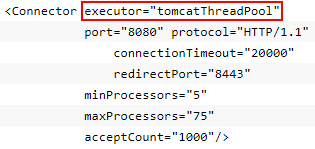 <Connector executor="tomcatThreadPool"
port="8080" protocol="HTTP/1.1"
connectionTimeout="20000"
redirectPort="8443"
minProcessors="5"
maxProcessors="75"
acceptCount="1000"/>